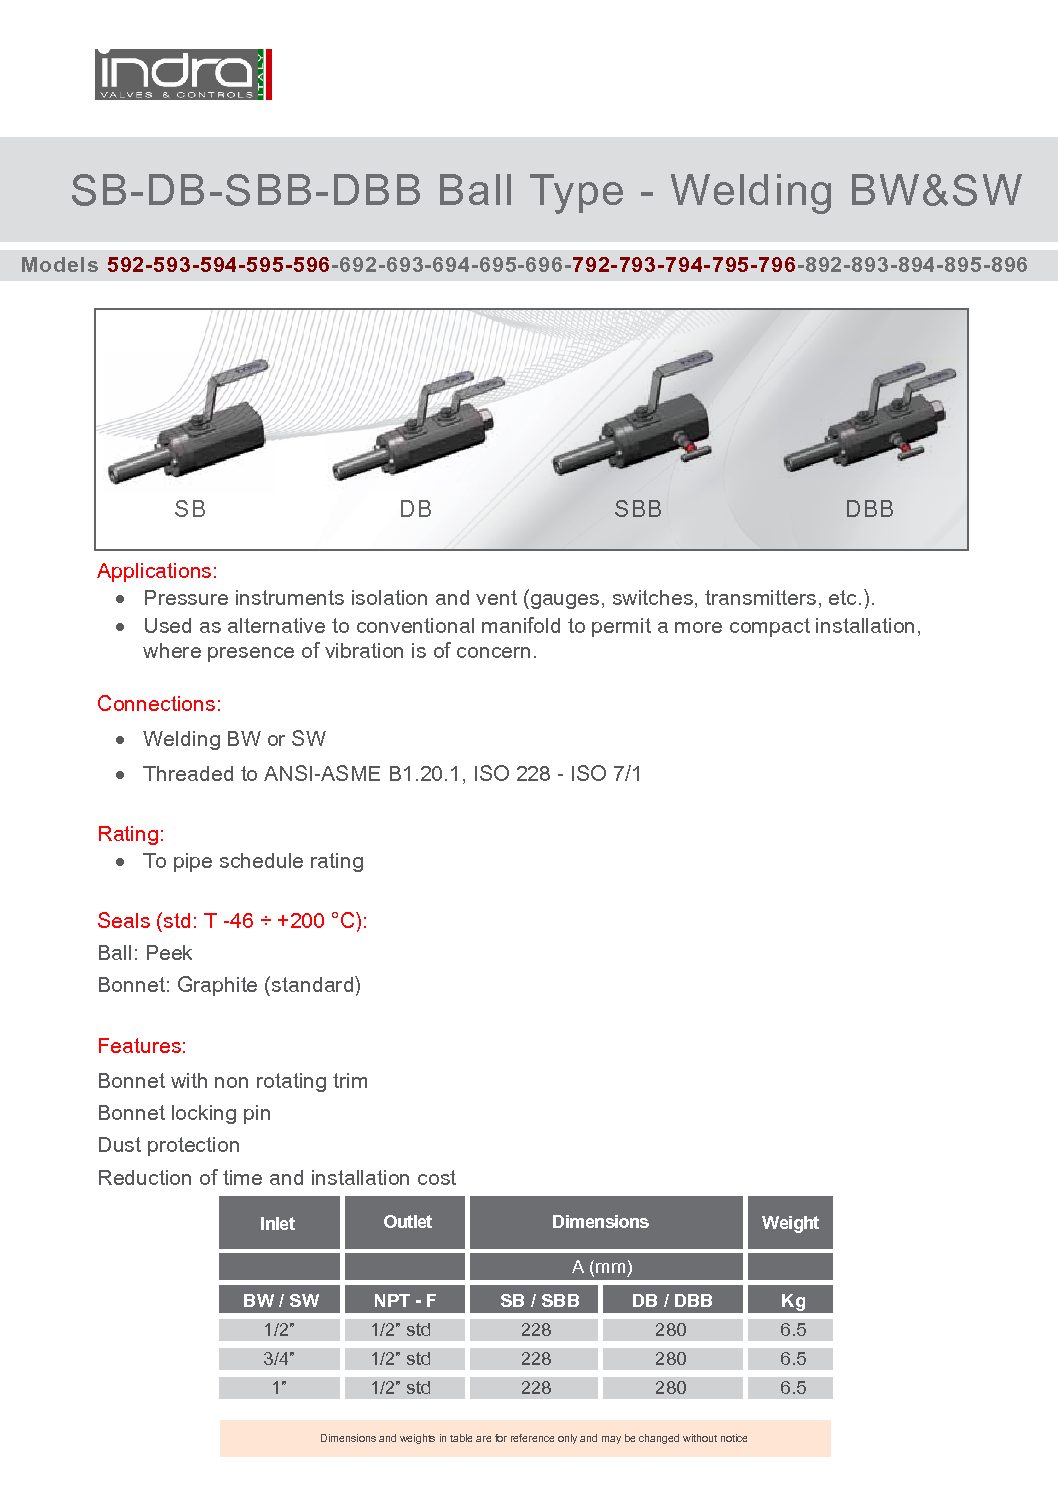 indra
VALVES & CONTROLS
ITALY
SB-DB-SBB-DBB Ball Type - Welding BW&SW
Models 592-593-594-595-596-692-693-694-695-696-792-793-794-795-796-892-893-894-895-896
SB DB SBB DBB
Applications:
● Pressure instruments isolation and vent (gauges, switches, transmitters, etc.).
● Used as alternative to conventional manifold to permit a more compact installation,
where presence of vibration is of concern.
Connections:
● Welding BW or SW
● Threaded to ANSI-ASME B1.20.1, ISO 228 - ISO 7/1
Rating:
● To pipe schedule rating
Seals (std: T -46 ÷ +200 °C):
Ball: Peek
Bonnet: Graphite (standard)
Features:
Bonnet with non rotating trim
Bonnet locking pin
Dust protection
Reduction of time and installation cost
Inlet Outlet Dimensions Weight
A (mm)
BW / SW NPT - F SB / SBB DB / DBB Kg
1/2” 1/2” std 228 280 6.5
3/4” 1/2” std 228 280 6.5
1” 1/2” std 228 280 6.5
Dimensions and weights in table are for reference only and may be changed without notice